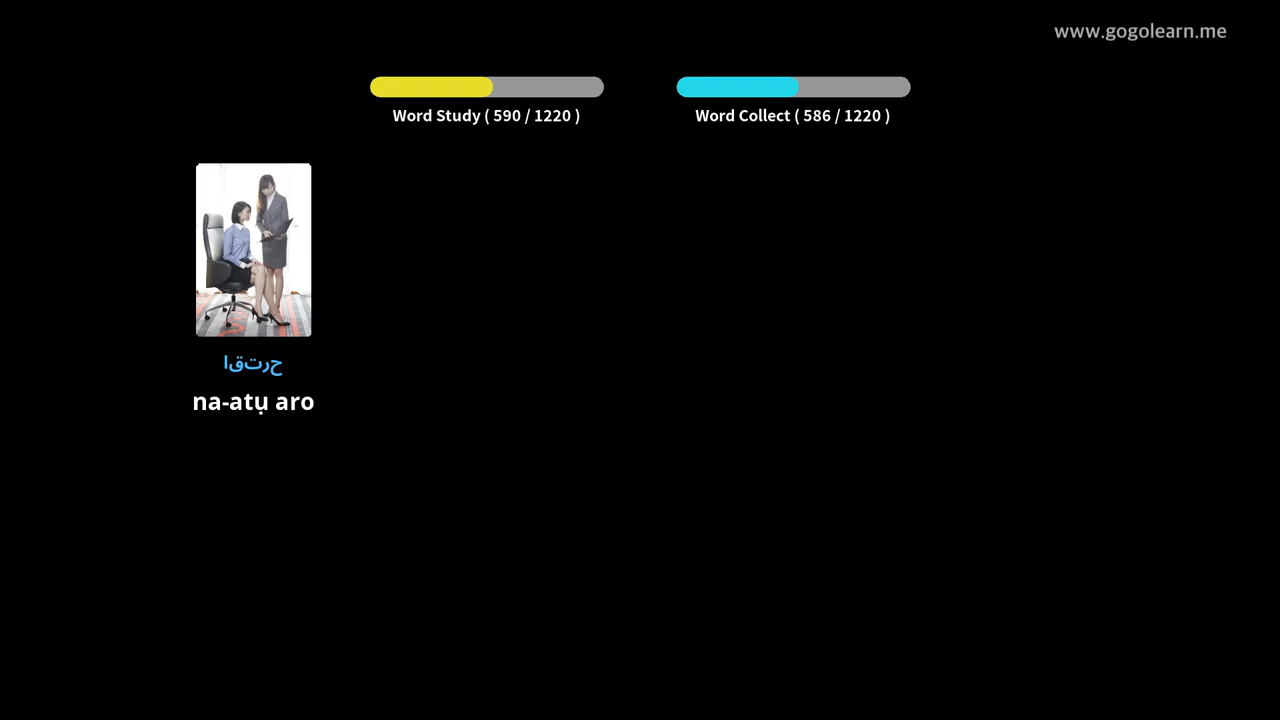 www.gogolearn.me
Word Study ( 590 / 1220 )
Word Collect ( 586 / 1220 )
اقترح
na-atụ aro